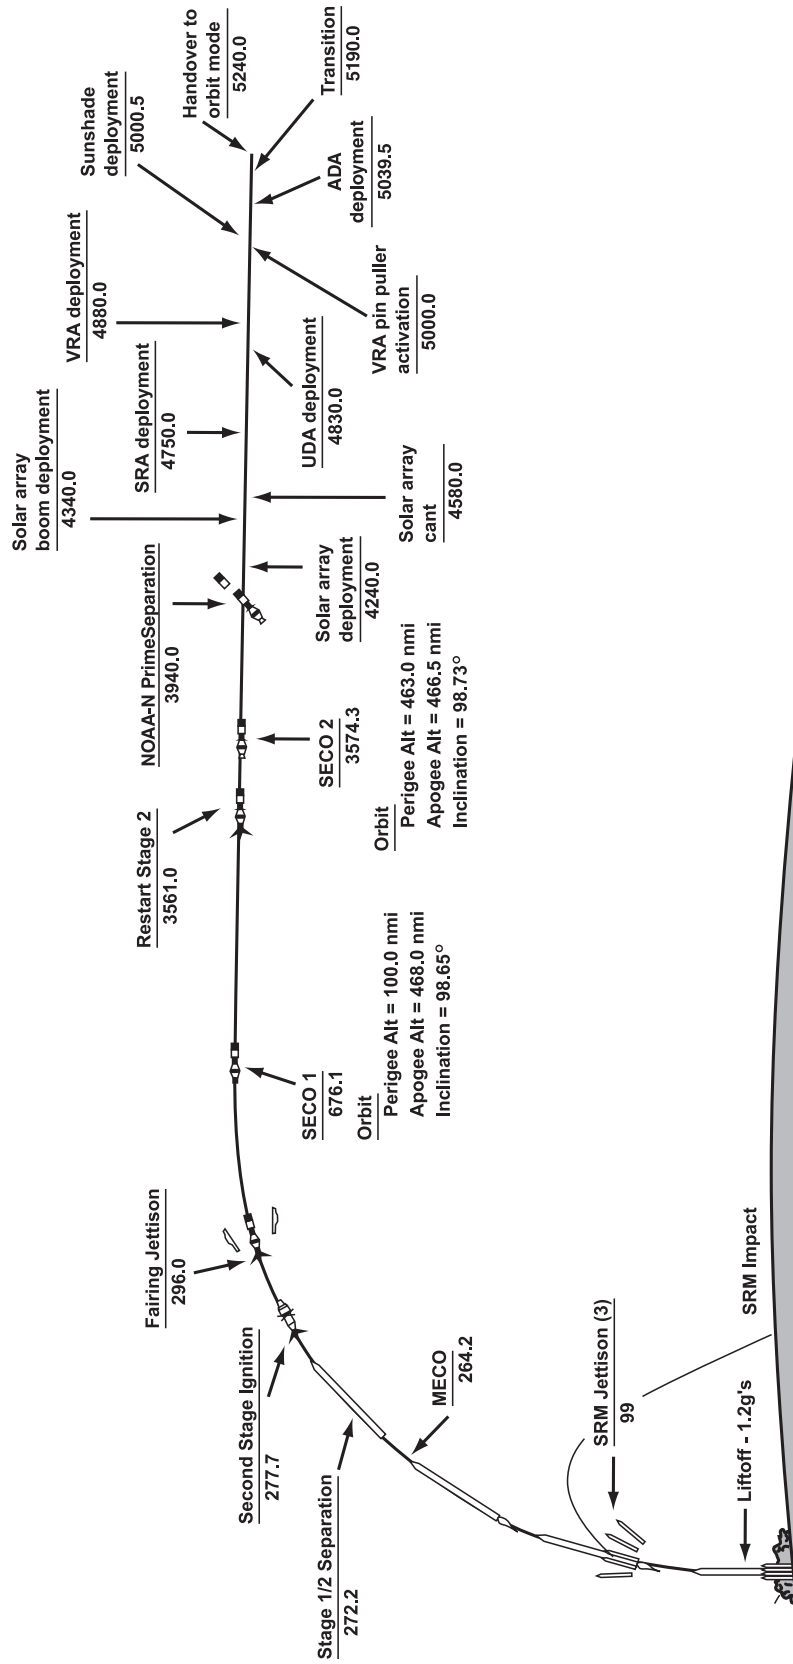 Liftoff - 1.2g's
SRM Impact
SRM Jettison (3)
99
MECO
264.2
Stage 1/2 Separation
272.2
Second Stage Ignition
277.7
Fairing Jettison
296.0
SECO 1
676.1
Orbit
Perigee Alt = 100.0 nmi
Apogee Alt = 468.0 nmi
Inclination = 98.65°
Restart Stage 2
3561.0
SECO 2
3574.3
Orbit
Perigee Alt = 463.0 nmi
Apogee Alt = 466.5 nmi
Inclination = 98.73°
NOAA-N PrimeSeparation
3940.0
Solar array
deployment
4240.0
Solar array
boom deployment
4340.0
Solar array
cant
4580.0
SRA deployment
4750.0
UDA deployment
4830.0
VRA deployment
4880.0
VRA pin puller
activation
5000.0
Sunshade
deployment
5000.5
ADA
deployment
5039.5
Transition
5190.0
Handover to
orbit mode
5240.0